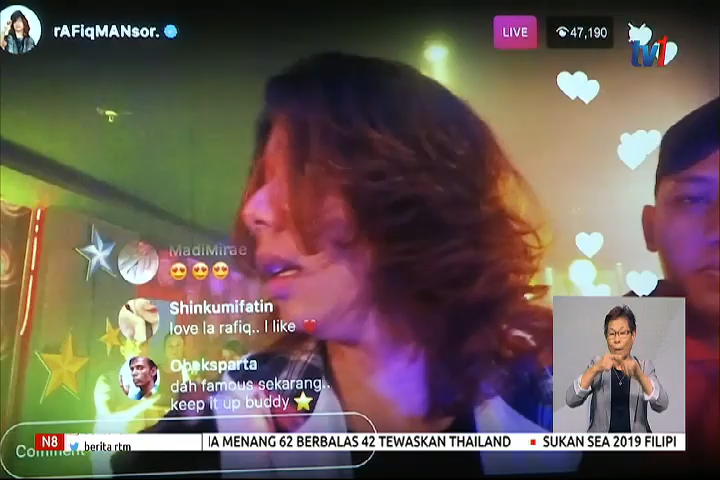 rAFiqMANsor.
LIVE
47,190
tv1
MadiMirae
Shinkumifatin
love la rafiq.. I like
Obeksparta
dah famous sekarang..
keep it up buddy
Comment
N8
berita rtm
IA MENANG 62 BERBALAS 42 TEWASKAN THAILAND
SUKAN SEA 2019 FILIPI